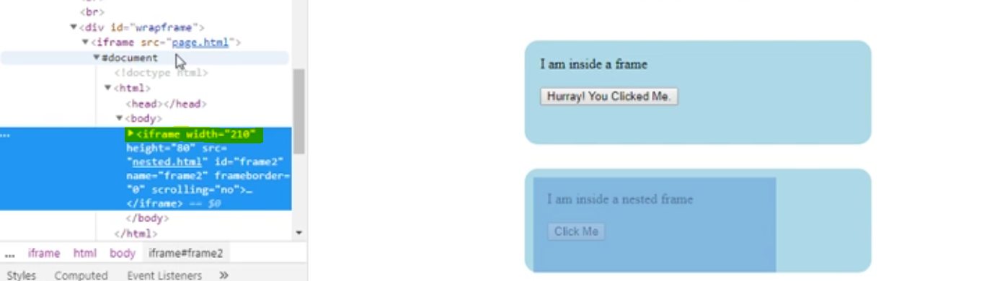 <br>
▼<div id="wrapframe">
▼<iframe src="page.html">
▼#document
<!doctype html>
▼<html>
<head></head>
▼<body>
... ▶<iframe width="210"
height="80" src=
"nested.html" id="frame2"
name="frame2" frameborder=
"0" scrolling="no">…
</iframe> == $0
</body>
</html>
... iframe html body iframe#frame2
Styles Computed Event Listeners »
I am inside a frame
Hurray! You Clicked Me.
I am inside a nested frame
Click Me